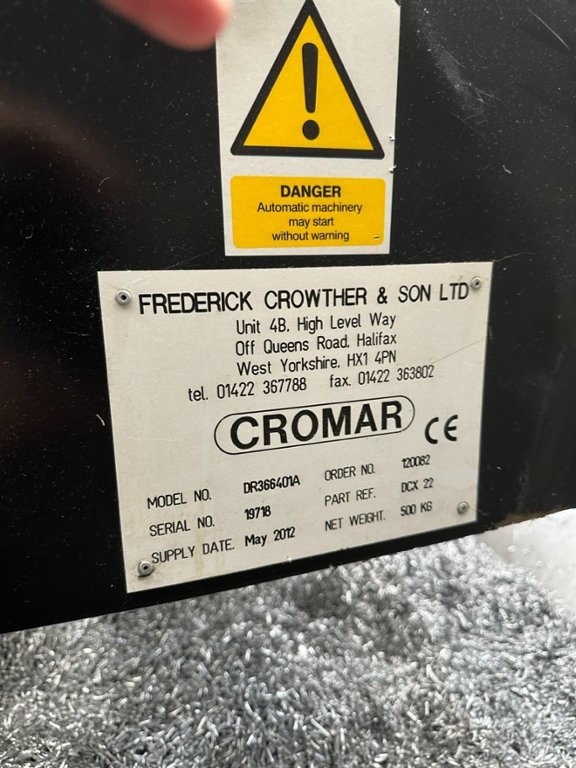 DANGER
Automatic machinery
may start
without warning
FREDERICK CROWTHER & SON LTD
Unit 4B, High Level Way
Off Queens Road, Halifax
West Yorkshire, HX1 4PN
tel. 01422 367788 fax. 01422 363802
CROMAR CE
MODEL NO. DR366401A ORDER NO. 120082
SERIAL NO. 19718 PART REF. DCX 22
SUPPLY DATE. May 2012 NET WEIGHT. 500 KG